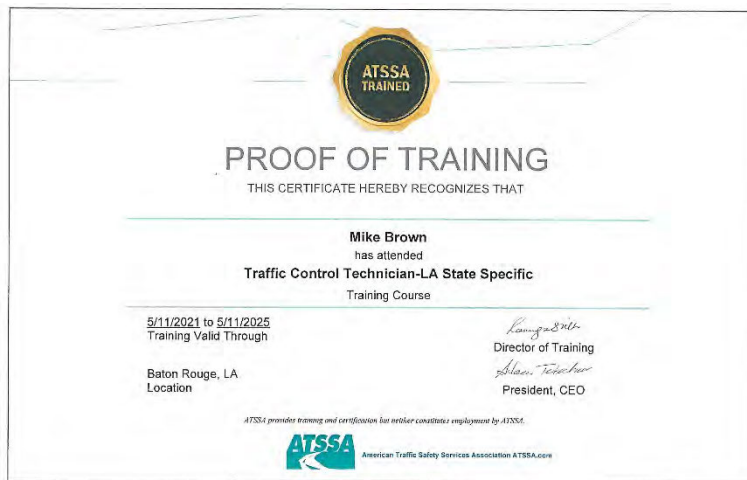 ATSSA
TRAINED
PROOF OF TRAINING
THIS CERTIFICATE HEREBY RECOGNIZES THAT
Mike Brown
has attended
Traffic Control Technician-LA State Specific
Training Course
5/11/2021 to 5/11/2025
Training Valid Through
Director of Training
Baton Rouge, LA
Location
President, CEO
ATSSA provides training and certification but neither constitutes employment by ATSSA.
ATSSA
American Traffic Safety Services Association ATSSA.com